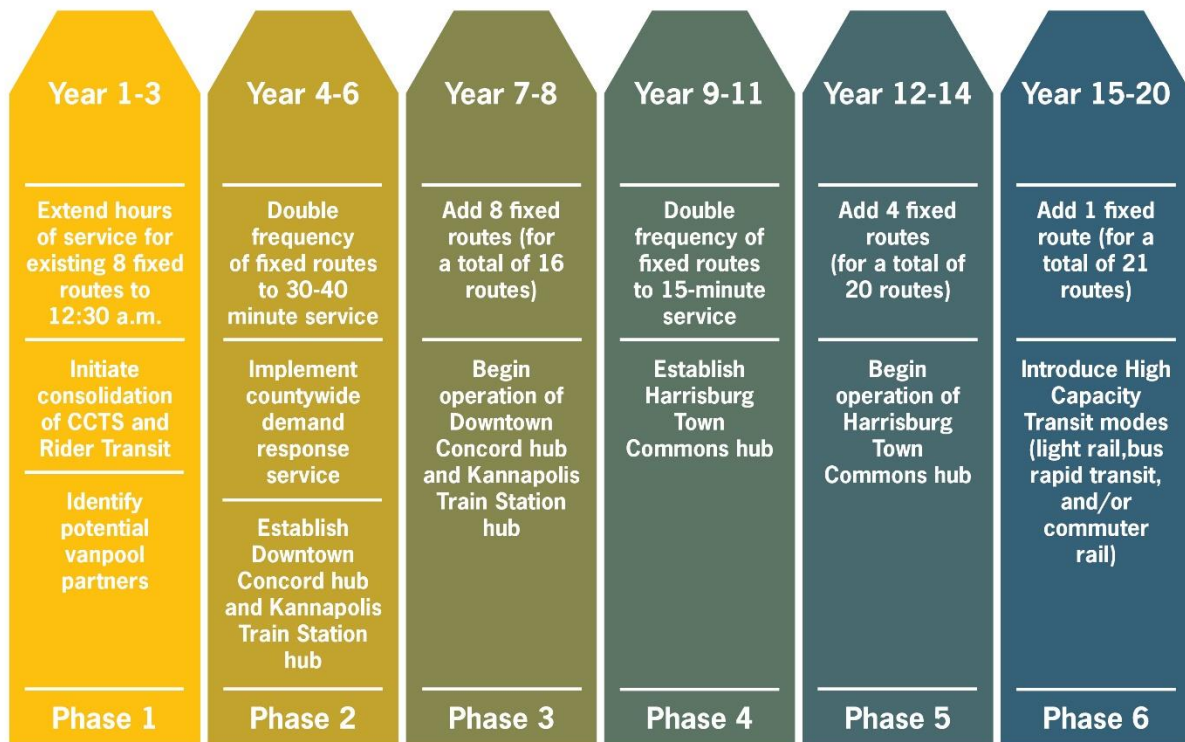 Year 1-3
Extend hours
of service for
existing 8 fixed
routes to
12:30 a.m.
Initiate
consolidation
of CCTS and
Rider Transit
Identify
potential
vanpool
partners
Phase 1
Year 4-6
Double
frequency
of fixed routes
to 30-40
minute service
Implement
countywide
demand
response
service
Establish
Downtown
Concord hub
and Kannapolis
Train Station
hub
Phase 2
Year 7-8
Add 8 fixed
routes (for
a total of 16
routes)
Begin
operation of
Downtown
Concord hub
and Kannapolis
Train Station
hub
Phase 3
Year 9-11
Double
frequency of
fixed routes
to 15-minute
service
Establish
Harrisburg
Town
Commons hub
Phase 4
Year 12-14
Add 4 fixed
routes
(for a total of
20 routes)
Begin
operation of
Harrisburg
Town
Commons hub
Phase 5
Year 15-20
Add 1 fixed
route (for a
total of 21
routes)
Introduce High
Capacity
Transit modes
(light rail,bus
rapid transit,
and/or
commuter
rail)
Phase 6